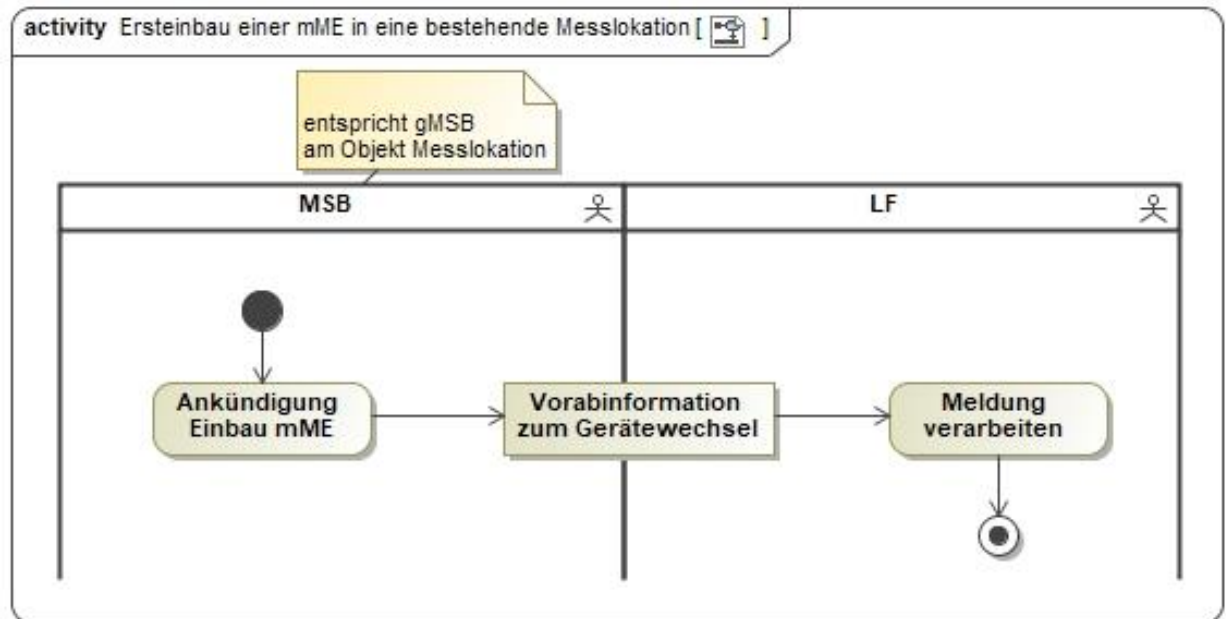 activity Ersteinbau einer mME in eine bestehende Messlokation [ ]
entspricht gMSB
am Objekt Messlokation
MSB
LF
Ankündigung
Einbau mME
Vorabinformation
zum Gerätewechsel
Meldung
verarbeiten